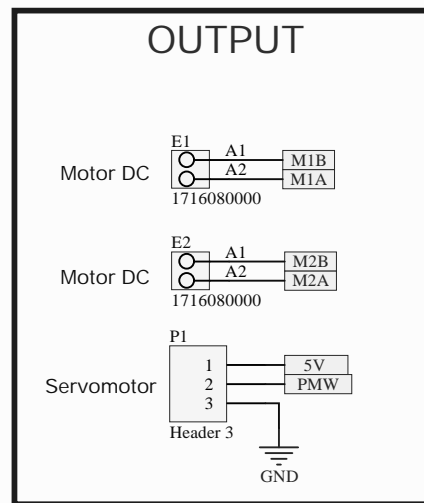 OUTPUT
E1
A1
M1B
Motor DC
A2
M1A
1716080000
E2
A1
M2B
Motor DC
A2
M2A
1716080000
P1
1
5V
Servomotor
2
PMW
3
Header 3
GND